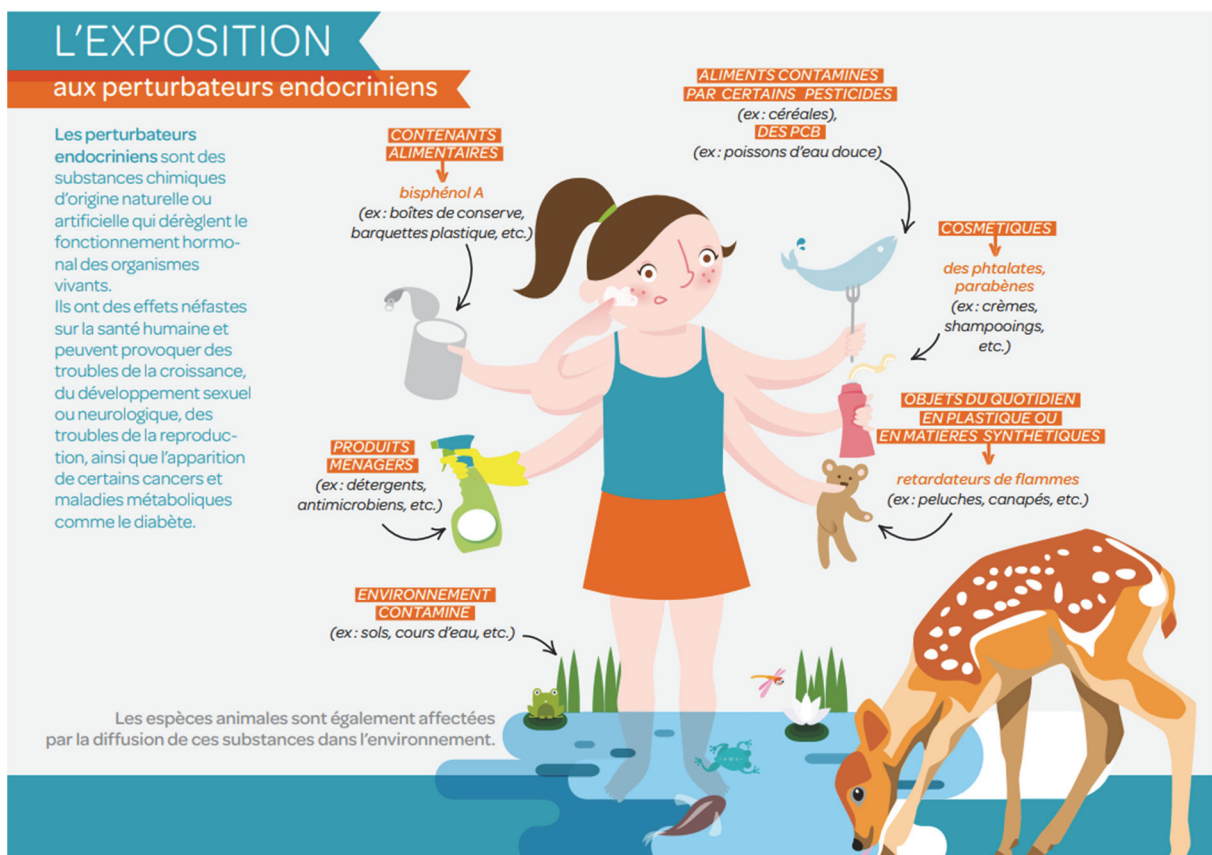 L'EXPOSITION
aux perturbateurs endocriniens
Les perturbateurs
endocriniens sont des
substances chimiques
d'origine naturelle ou
artificielle qui dérèglent le
fonctionnement hormo-
nal des organismes
vivants.
Ils ont des effets néfastes
sur la santé humaine et
peuvent provoquer des
troubles de la croissance,
du développement sexuel
ou neurologique, des
troubles de la reproduc-
tion, ainsi que l'apparition
de certains cancers et
maladies métaboliques
comme le diabète.
CONTENANTS
ALIMENTAIRES
bisphénol A
(ex : boîtes de conserve,
barquettes plastique, etc.)
ALIMENTS CONTAMINÉS
PAR CERTAINS PESTICIDES
(ex : céréales),
DES PCB
(ex : poissons d'eau douce)
COSMÉTIQUES
des phtalates,
parabènes
(ex : crèmes,
shampooings,
etc.)
OBJETS DU QUOTIDIEN
EN PLASTIQUE OU
EN MATIÈRES SYNTHÉTIQUES
retardateurs de flammes
(ex : peluches, canapés, etc.)
PRODUITS
MÉNAGERS
(ex : détergents,
antimicrobiens, etc.)
ENVIRONNEMENT
CONTAMINÉ
(ex : sols, cours d'eau, etc.)
Les espèces animales sont également affectées
par la diffusion de ces substances dans l'environnement.